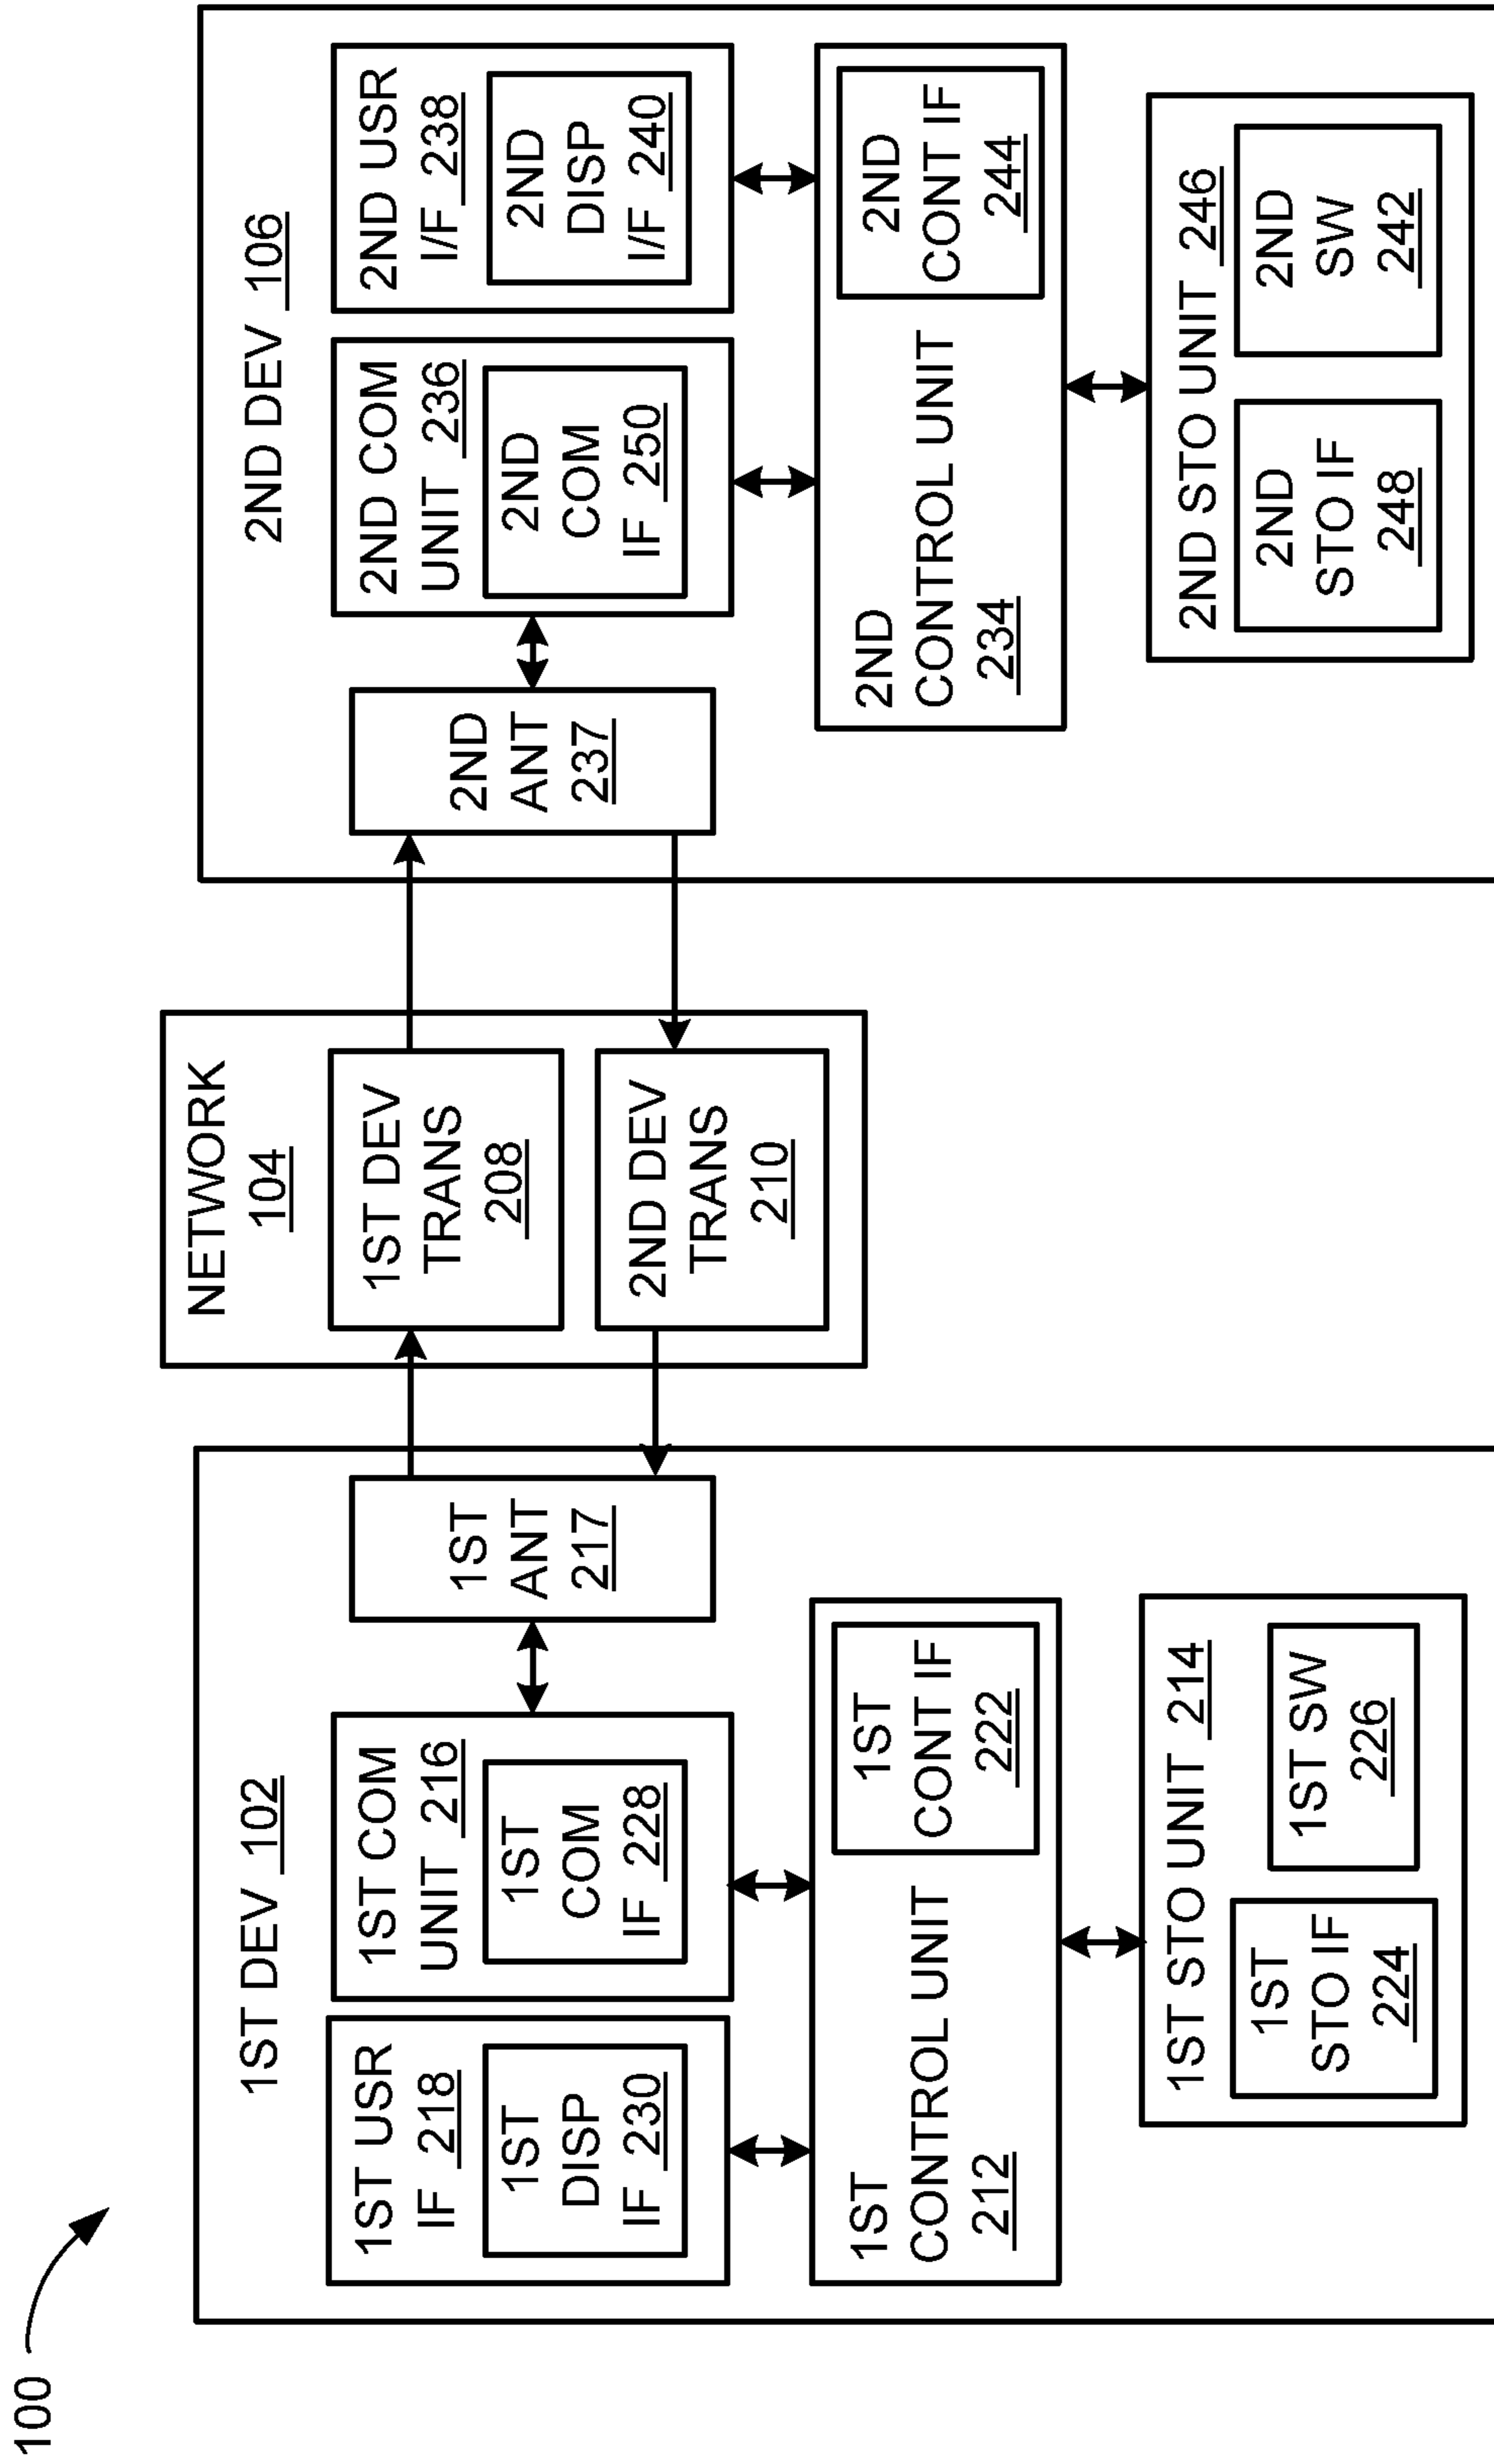 100
1ST DEV 102
1ST USR
IF 218
1ST
DISP
IF 230
1ST COM
UNIT 216
1ST
COM
IF 228
1ST
ANT
217
1ST
CONTROL UNIT
212
1ST
CONT IF
222
1ST STO UNIT 214
1ST
STO IF
224
1ST SW
226
NETWORK
104
1ST DEV
TRANS
208
2ND DEV
TRANS
210
2ND DEV 106
2ND
ANT
237
2ND COM
UNIT 236
2ND
COM
IF 250
2ND USR
I/F 238
2ND
DISP
I/F 240
2ND
CONTROL UNIT
234
2ND
CONT IF
244
2ND STO UNIT 246
2ND
STO IF
248
2ND
SW
242